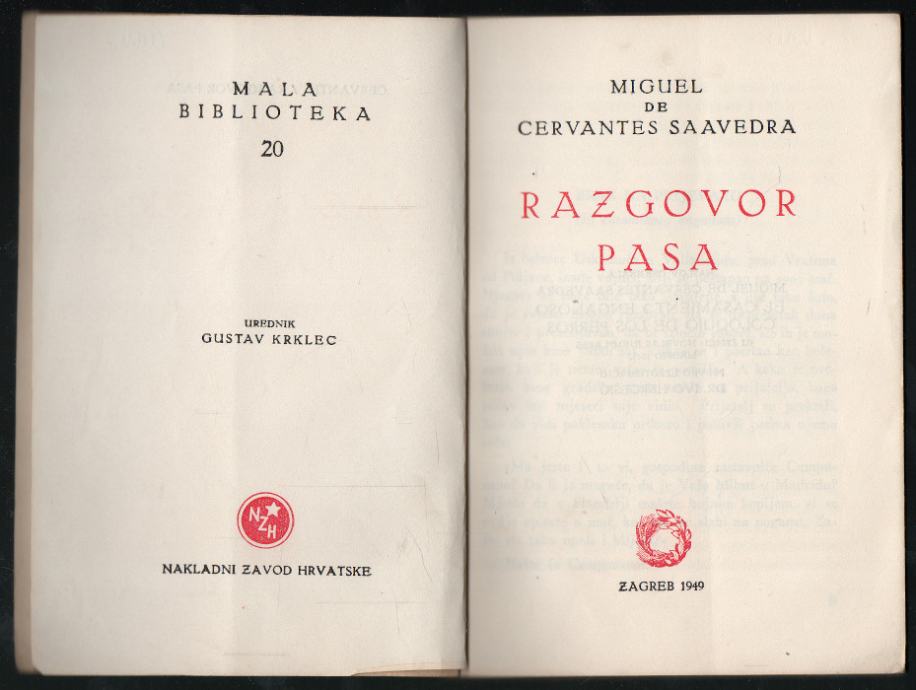 MALA
BIBLIOTEKA
20
UREDNIK
GUSTAV KRKLEC
NZH
NAKLADNI ZAVOD HRVATSKE
MIGUEL
DE
CERVANTES SAAVEDRA
RAZGOVOR
PASA
ZAGREB 1949